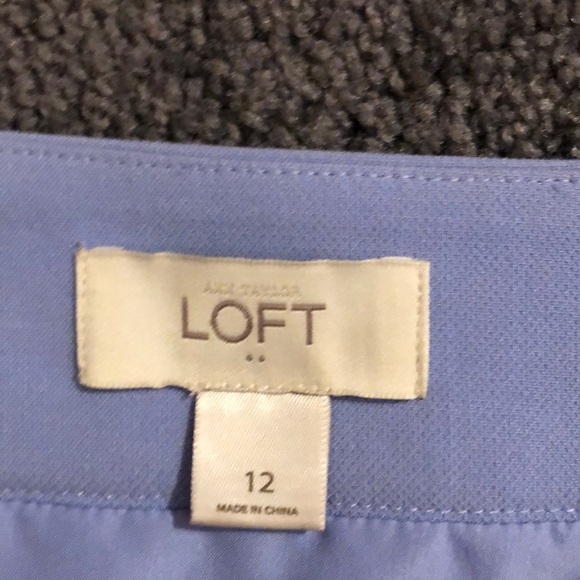 ANN TAYLOR
LOFT
12
MADE IN CHINA